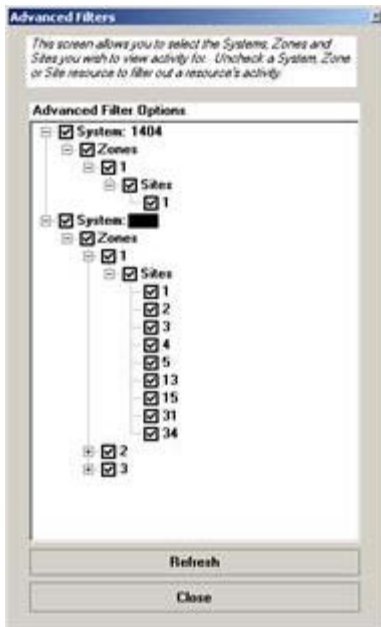 Advanced Filters
This screen allows you to select the Systems, Zones and
Sites you wish to view activity for. Uncheck a System, Zone
or Site resource to filter out a resource's activity.
Advanced Filter Options
System: 1404
Zones
1
Sites
1
System:
Zones
1
Sites
1
2
3
4
5
13
15
31
34
2
3
Refresh
Close